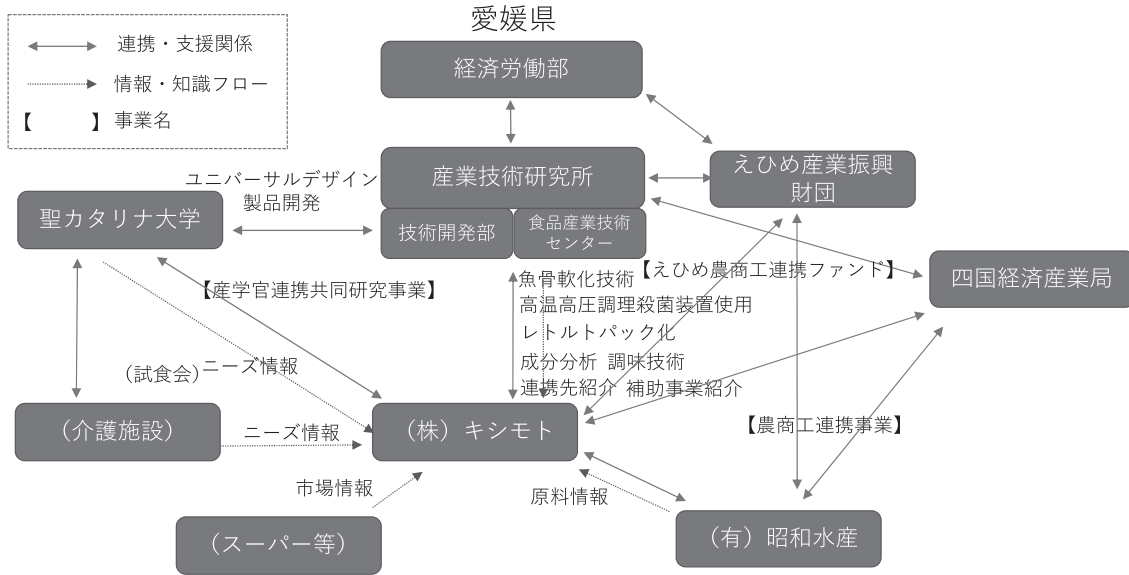 愛媛県
連携・支援関係
情報・知識フロー
【　　　】事業名
経済労働部
産業技術研究所
技術開発部
食品産業技術
センター
えひめ産業振興
財団
ユニバーサルデザイン
製品開発
聖カタリナ大学
四国経済産業局
【産学官連携共同研究事業】
【えひめ農商工連携ファンド】
魚骨軟化技術
高温高圧調理殺菌装置使用
レトルトパック化
成分分析 調味技術
連携先紹介 補助事業紹介
（試食会）
ニーズ情報
（介護施設）
ニーズ情報
（株）キシモト
【農商工連携事業】
市場情報
原料情報
（スーパー等）
（有）昭和水産